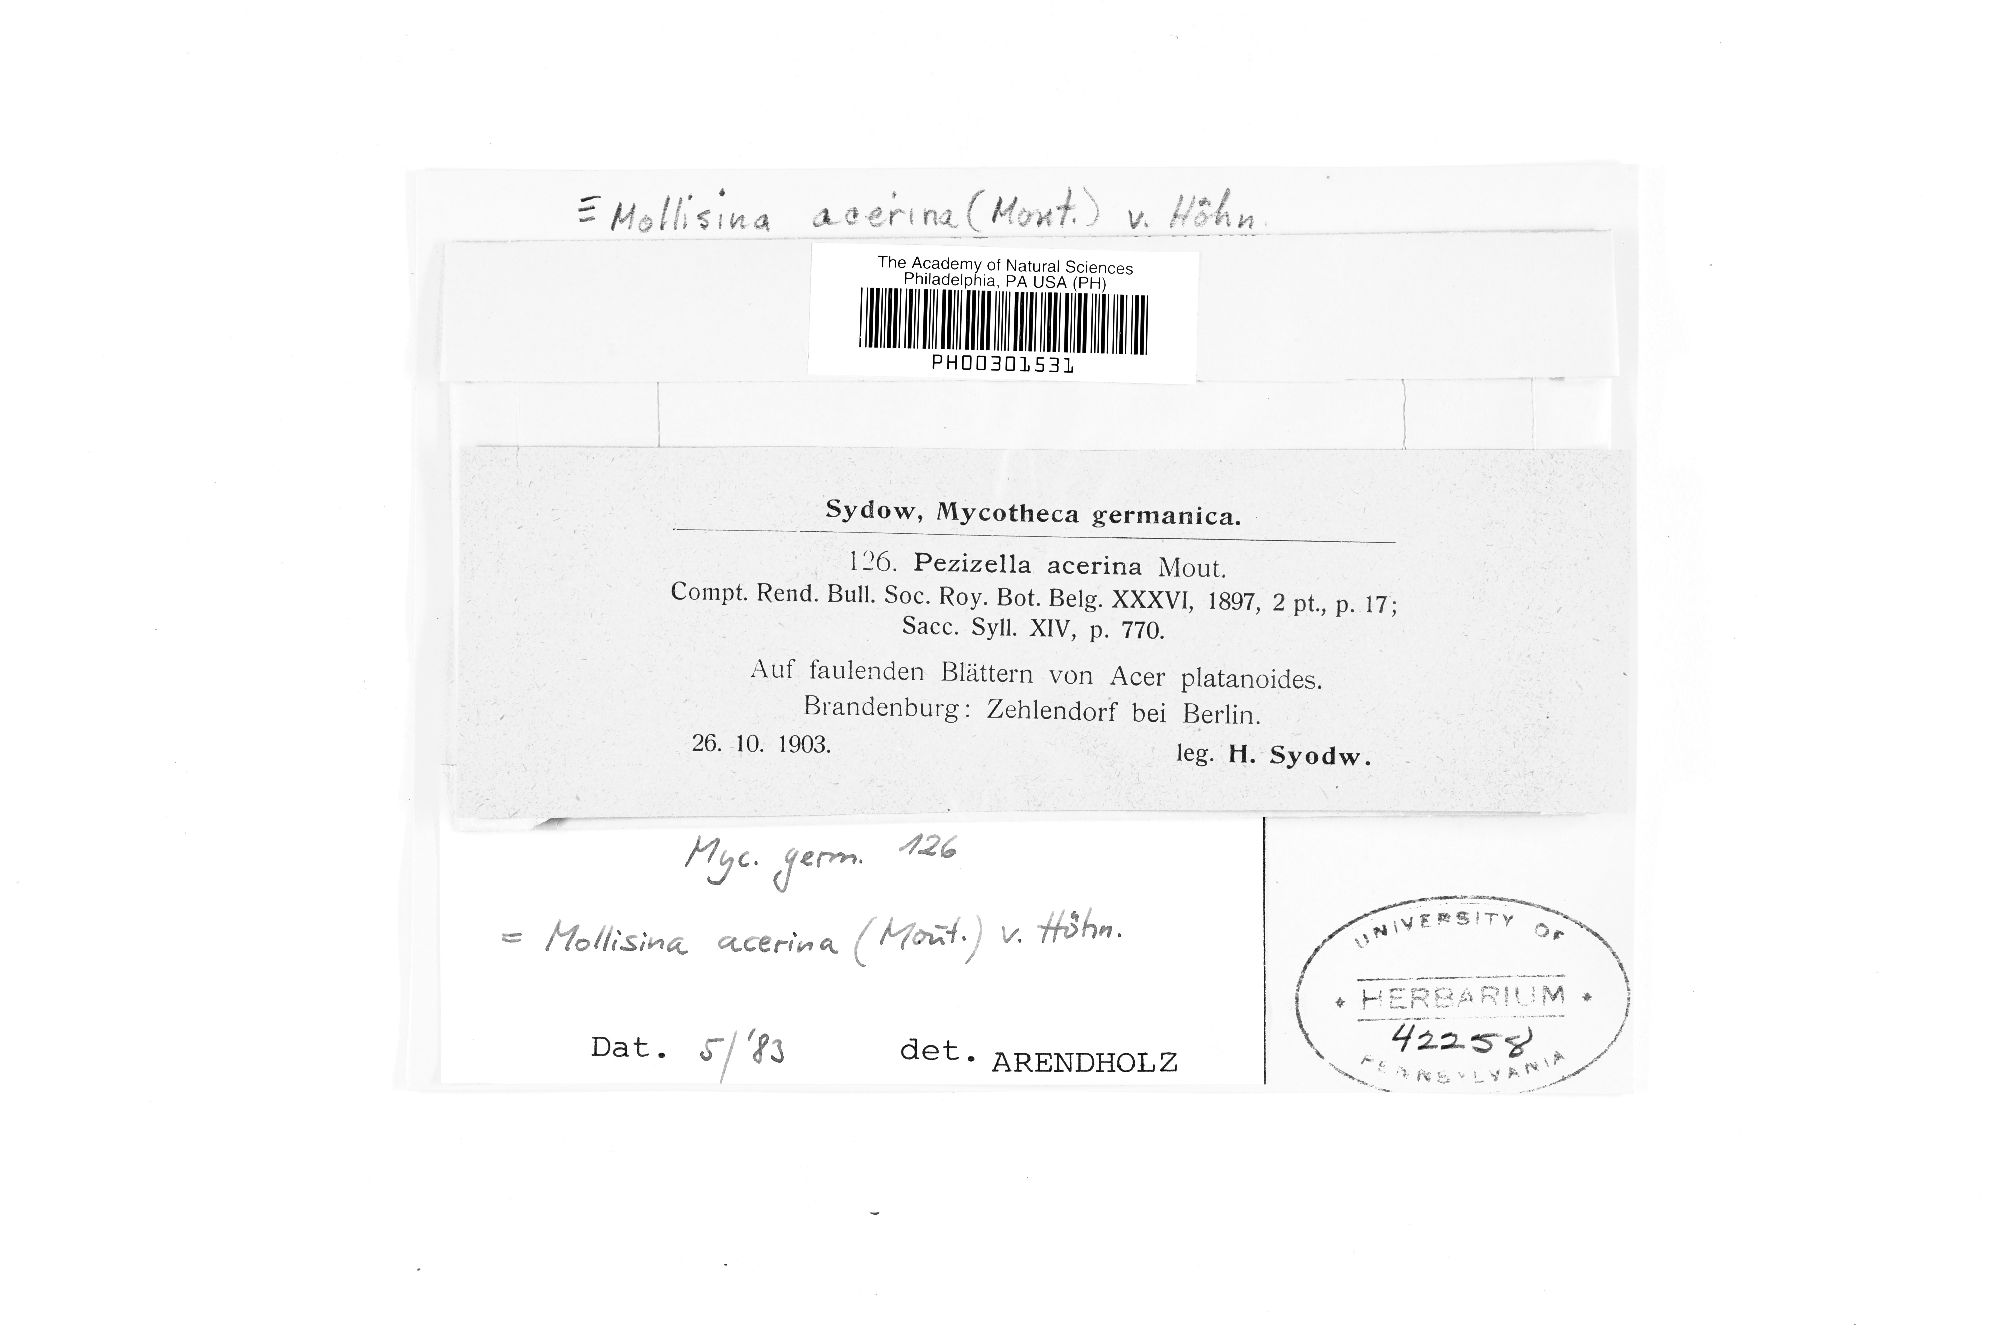 ≡ Mollisina acerina (Mont.) v. Höhn.
The Academy of Natural Sciences
Philadelphia, PA USA (PH)
PH00301531
Sydow, Mycotheca germanica.
126. Pezizella acerina Mout.
Compt. Rend. Bull. Soc. Roy. Bot. Belg. XXXVI, 1897, 2 pt., p. 17;
Sacc. Syll. XIV, p. 770.
Auf faulenden Blättern von Acer platanoides.
Brandenburg: Zehlendorf bei Berlin.
26. 10. 1903.
leg. H. Syodw.
Myc. germ. 126
= Mollisina acerina (Moūt.) v. Höhn.
Dat. 5/'83 det. ARENDHOLZ
UNIVERSITY OF
* HERBARIUM *
42258
PENNSYLVANIA